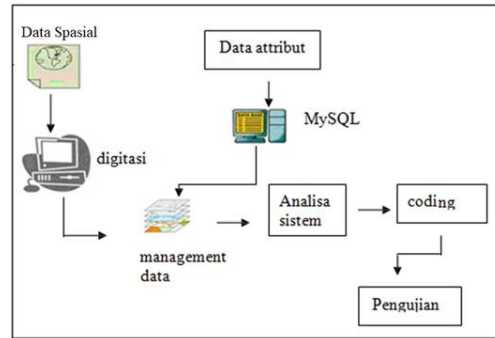 Data Spasial
Data attribut
MySQL
digitasi
management
data
Analisa
sistem
coding
Pengujian